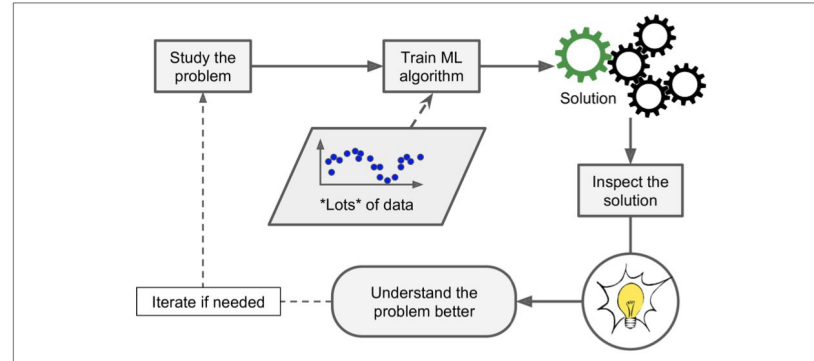 Study the
problem
Train ML
algorithm
Solution
*Lots* of data
Inspect the
solution
Understand the
problem better
Iterate if needed